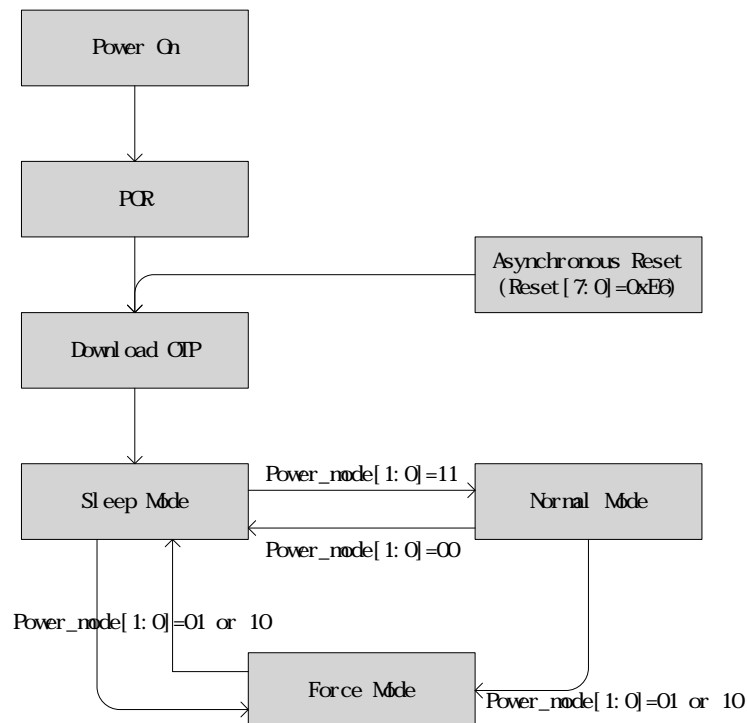 Power On
POR
Asynchronous Reset
(Reset[7:0]=0xE6)
Download OTP
Power_mode[1:0]=11
Sleep Mode
Normal Mode
Power_mode[1:0]=00
Power_mode[1:0]=01 or 10
Force Mode
Power_mode[1:0]=01 or 10